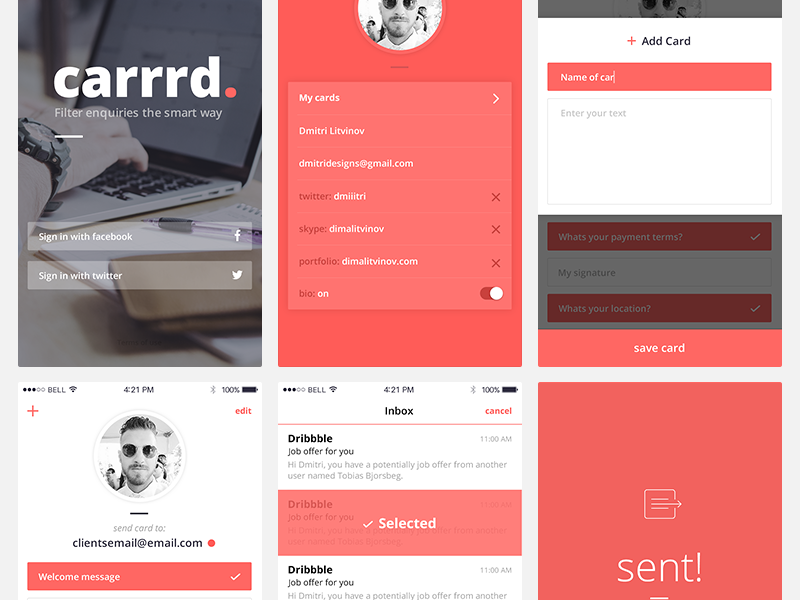 carrrd.
Filter enquiries the smart way
Sign in with facebook
Sign in with twitter
My cards
Dmitri Litvinov
dmitridesigns@gmail.com
twitter: dmiiitri
skype: dimalitvinov
portfolio: dimalitvinov.com
bio: on
+ Add Card
Name of car
Enter your text
Whats your payment terms?
My signature
Whats your location?
save card
BELL 4:21 PM 100%
+ edit
send card to:
clientsemail@email.com
Welcome message
BELL 4:21 PM 100%
Inbox cancel
Dribbble 11:00 AM
Job offer for you
Hi Dmitri, you have a potentially job offer from another
user named Tobias Bjorsbeg.
Dribbble 11:00 AM
Job offer for you
Selected
Hi Dmitri, you have a potentially job offer from another
user named Tobias Bjorsbeg.
Dribbble 11:00 AM
Job offer for you
Hi Dmitri, you have a potentially job offer from another
sent!